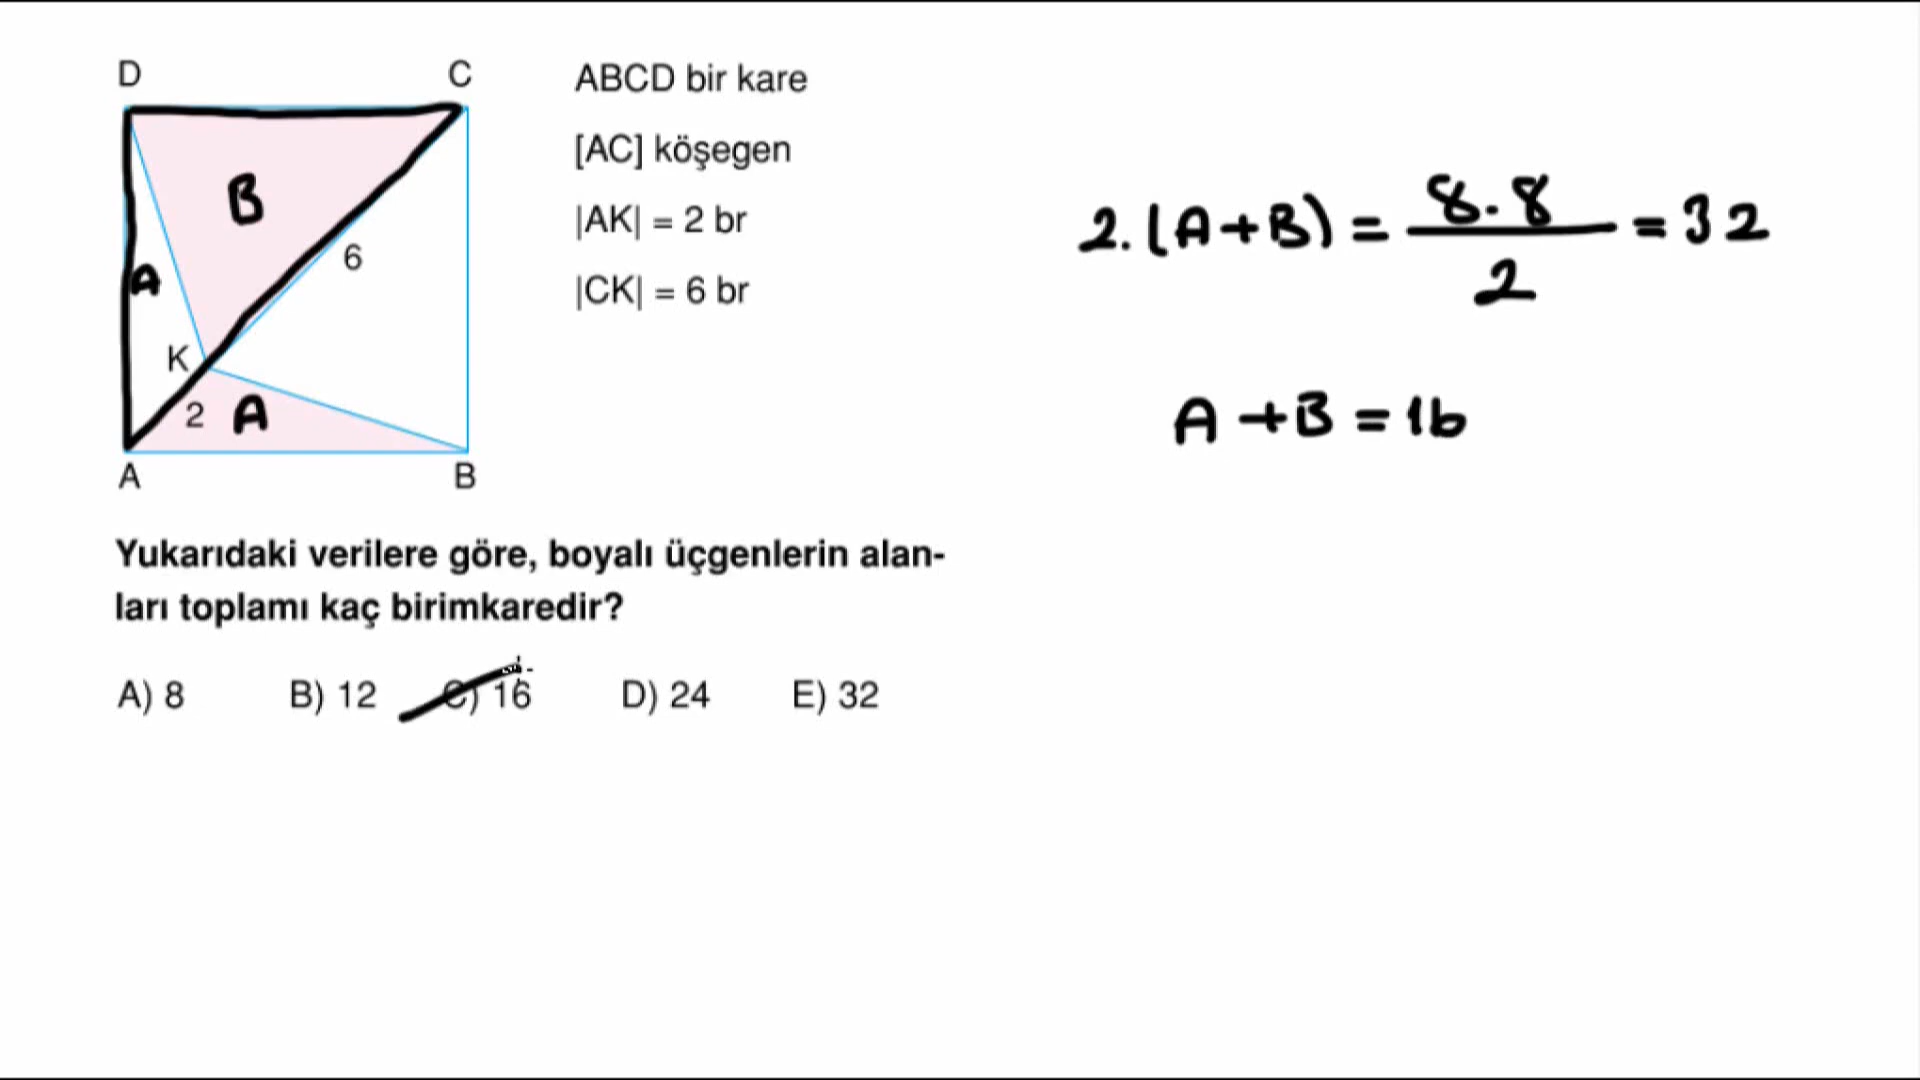 D
C
B
A
6
K
2
A
A
B
ABCD bir kare
[AC] köşegen
|AK| = 2 br
|CK| = 6 br
2.(A+B) = 8.8 / 2 = 32
A+B = 16
Yukarıdaki verilere göre, boyalı üçgenlerin alan-
ları toplamı kaç birimkaredir?
A) 8 B) 12 C) 16 D) 24 E) 32